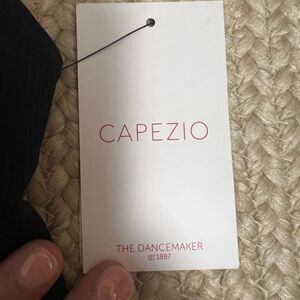 CAPEZIO
THE DANCEMAKER
EST 1887